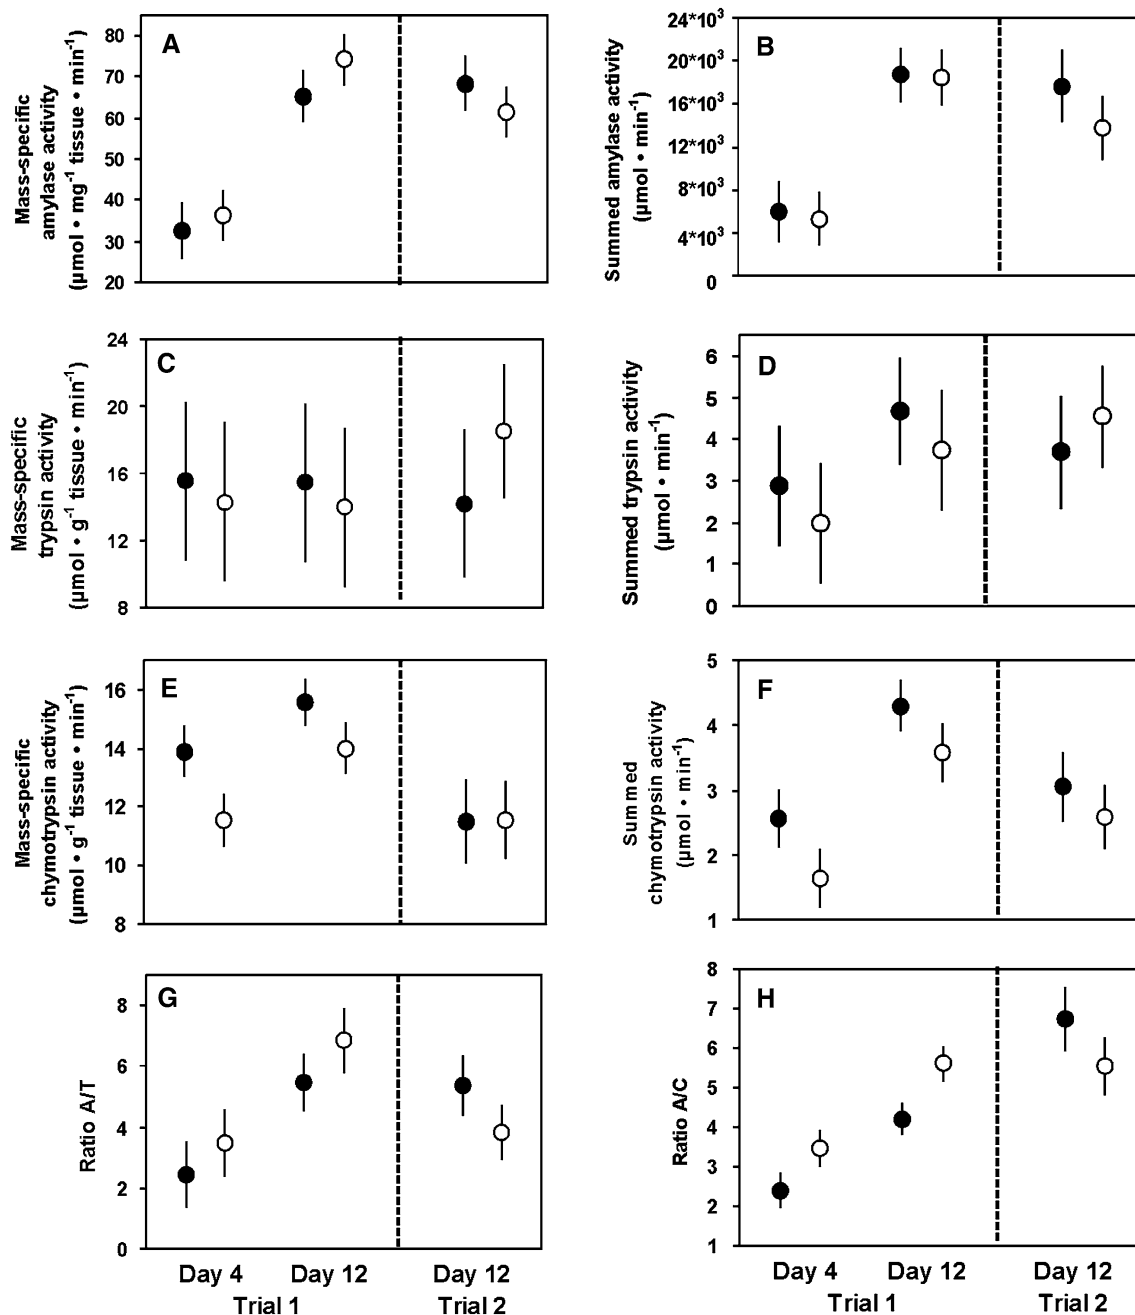 A
Mass-specific
amylase activity
(µmol • mg⁻¹ tissue • min⁻¹)
80
70
60
50
40
30
20
B
Summed amylase activity
(µmol • min⁻¹)
24*10³
20*10³
16*10³
12*10³
8*10³
4*10³
0
C
Mass-specific
trypsin activity
(µmol • g⁻¹ tissue • min⁻¹)
24
20
16
12
8
D
Summed trypsin activity
(µmol • min⁻¹)
6
5
4
3
2
1
0
E
Mass-specific
chymotrypsin activity
(µmol • g⁻¹ tissue • min⁻¹)
16
14
12
10
8
F
Summed
chymotrypsin activity
(µmol • min⁻¹)
5
4
3
2
1
G
Ratio A/T
8
6
4
2
0
H
Ratio A/C
8
7
6
5
4
3
2
1
Day 4 Day 12 Day 12
Trial 1 Trial 2
Day 4 Day 12 Day 12
Trial 1 Trial 2